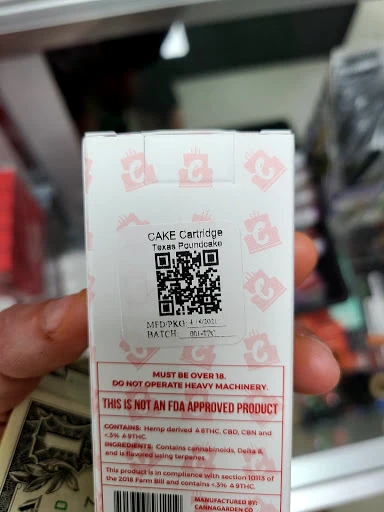 CAKE Cartridge
Texas Poundcake
MFD/PKG:
BATCH:
MUST BE OVER 18.
DO NOT OPERATE HEAVY MACHINERY.
THIS IS NOT AN FDA APPROVED PRODUCT
CONTAINS: Hemp derived Δ8THC, CBD, CBN and
<.3% Δ9THC.
INGREDIENTS: Contains cannabinoids, Delta 8,
and is flavored using terpenes.
This product is in compliance with section 10113 of
the 2018 Farm Bill and contains <.3% Δ9THC.
MANUFACTURED BY:
CANNAGARDEN CO